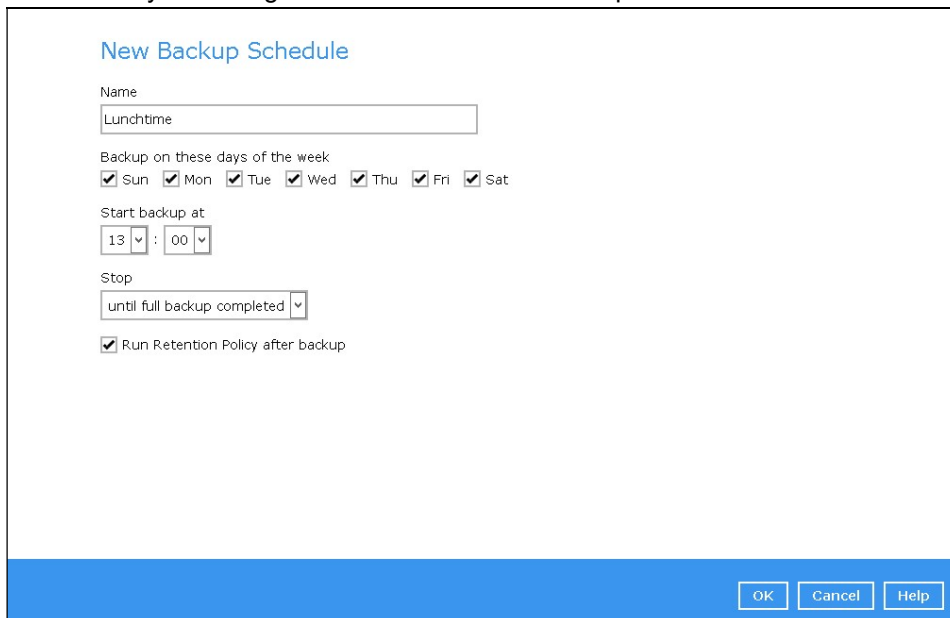 New Backup Schedule
Name
Lunchtime
Backup on these days of the week
Sun Mon Tue Wed Thu Fri Sat
Start backup at
13 : 00
Stop
until full backup completed
Run Retention Policy after backup
OK Cancel Help